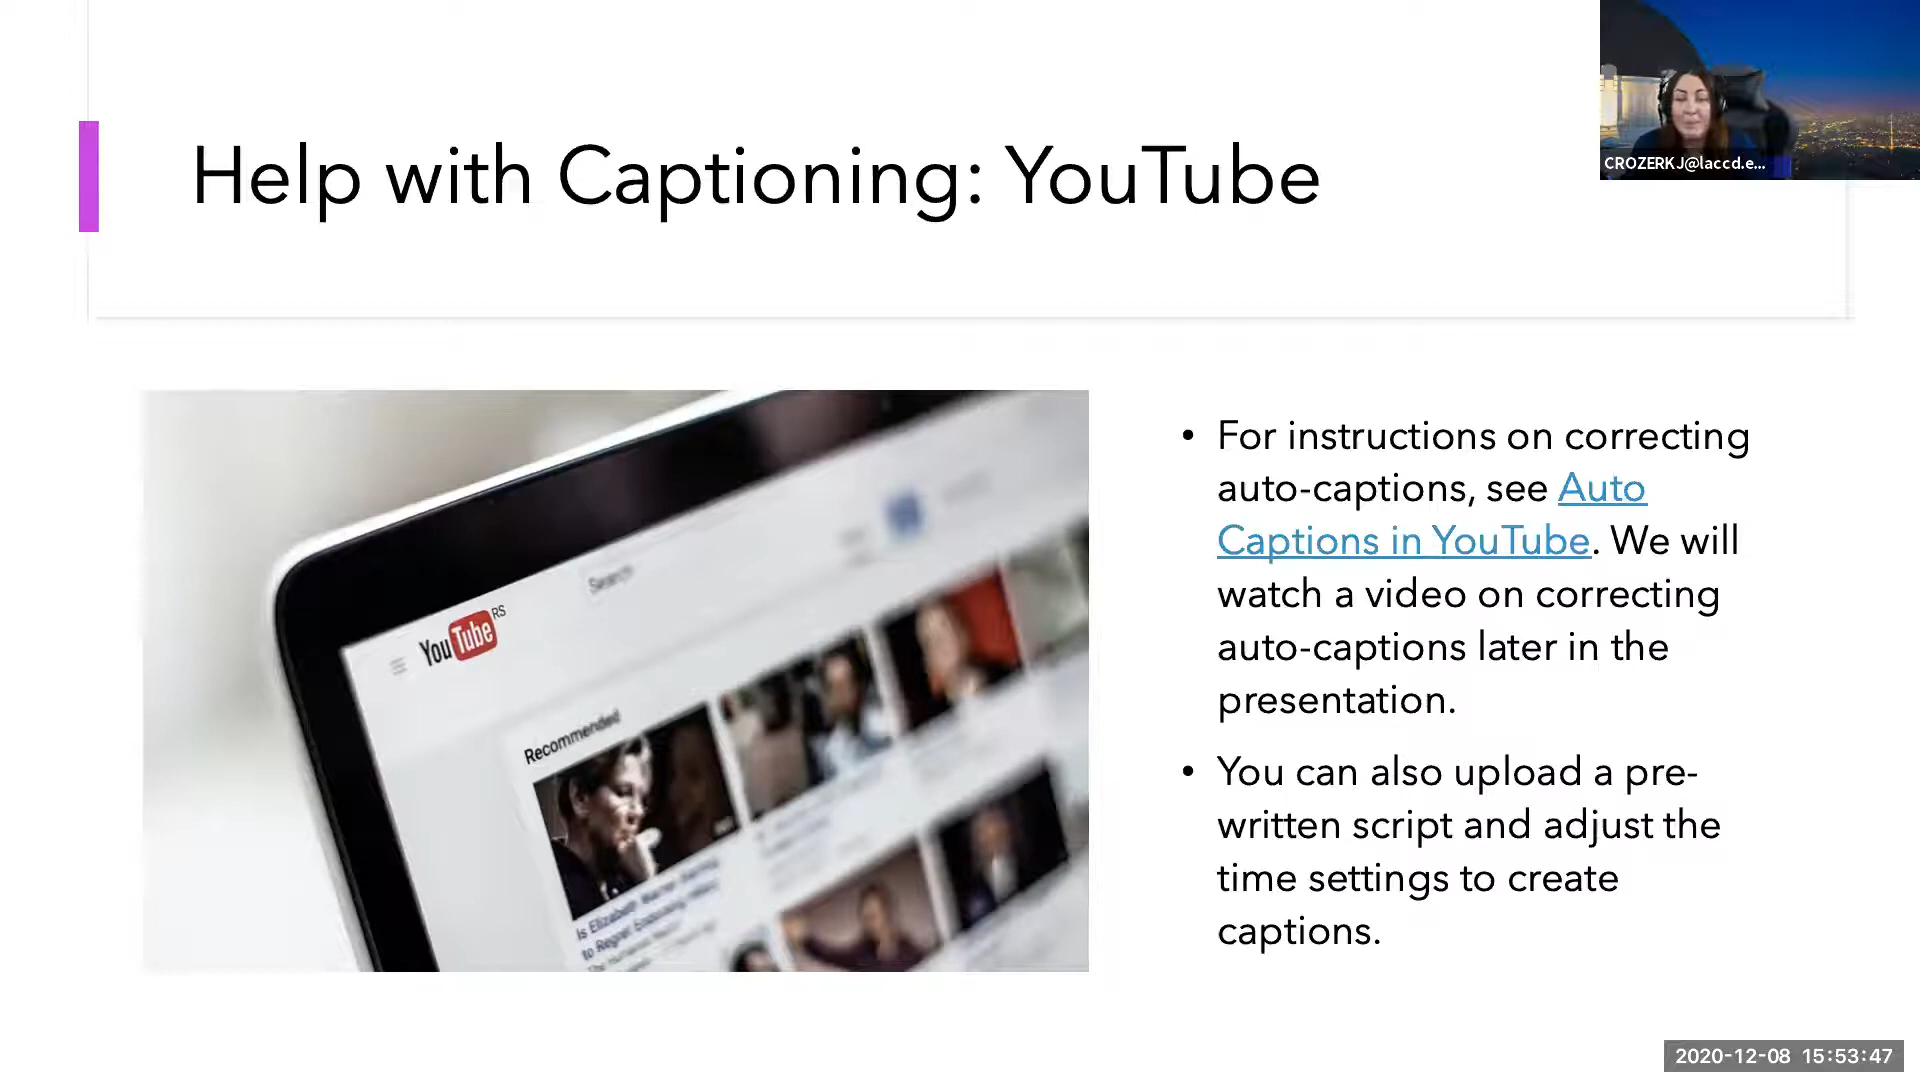 CROZERKJ@laccd.e...
Help with Captioning: YouTube
Search
YouTube RS
Recommended
• For instructions on correcting
auto-captions, see Auto
Captions in YouTube. We will
watch a video on correcting
auto-captions later in the
presentation.
• You can also upload a pre-
written script and adjust the
time settings to create
captions.
2020-12-08 15:53:47